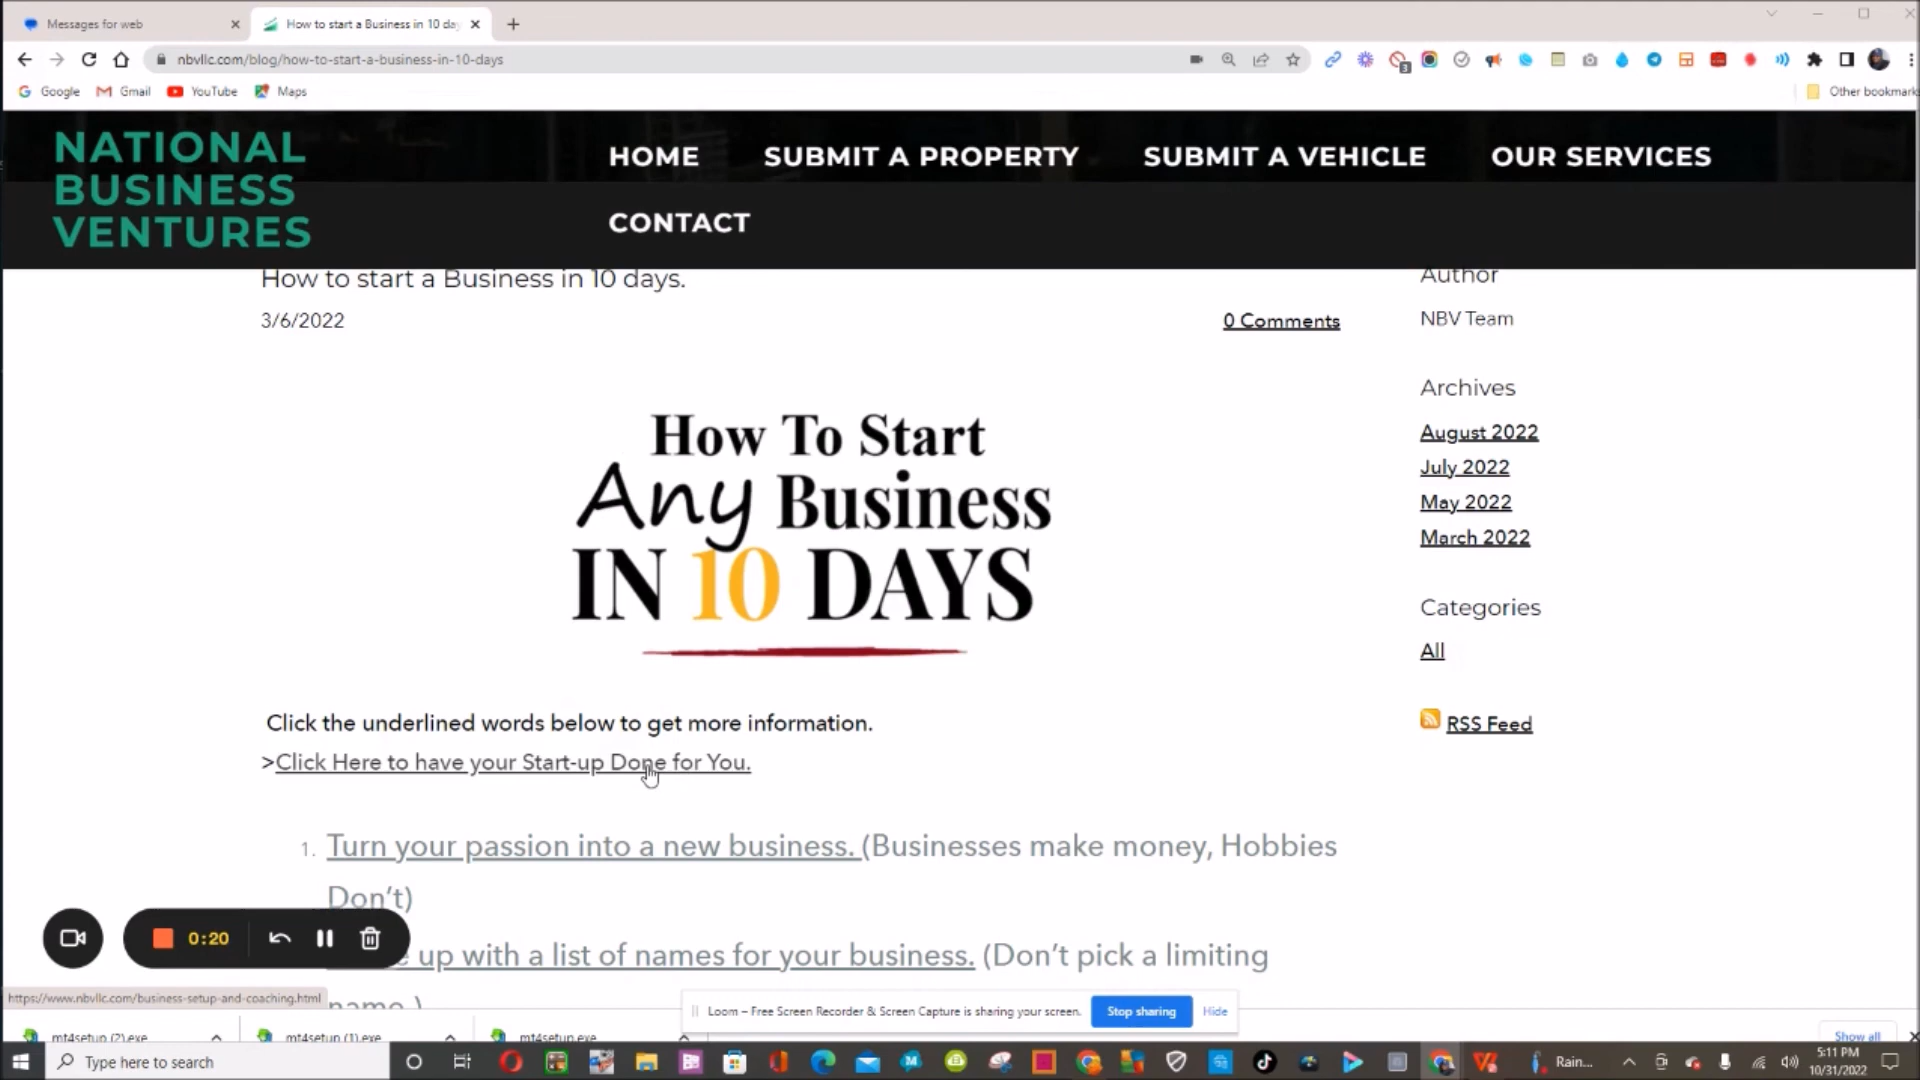 Messages for web
How to start a Business in 10 da
nbvllc.com/blog/how-to-start-a-business-in-10-days
3
Google
Gmail
YouTube
Maps
Other bookmark
NATIONAL
BUSINESS
VENTURES
HOME
SUBMIT A PROPERTY
SUBMIT A VEHICLE
OUR SERVICES
CONTACT
How to start a Business in 10 days.
3/6/2022
0 Comments
Author
NBV Team
Archives
August 2022
July 2022
May 2022
March 2022
Categories
All
RSS Feed
How To Start
Any Business
IN 10 DAYS
Click the underlined words below to get more information.
>Click Here to have your Start-up Done for You.
1. Turn your passion into a new business. (Businesses make money, Hobbies
Don't)
0:20
up with a list of names for your business. (Don't pick a limiting
name.)
https://www.nbvllc.com/business-setup-and-coaching.html
Loom – Free Screen Recorder & Screen Capture is sharing your screen.
Stop sharing
Hide
mt4setup (2).exe
mt4setup (1).exe
mt4setup.exe
Show all
Type here to search
Rain...
5:11 PM
10/31/2022